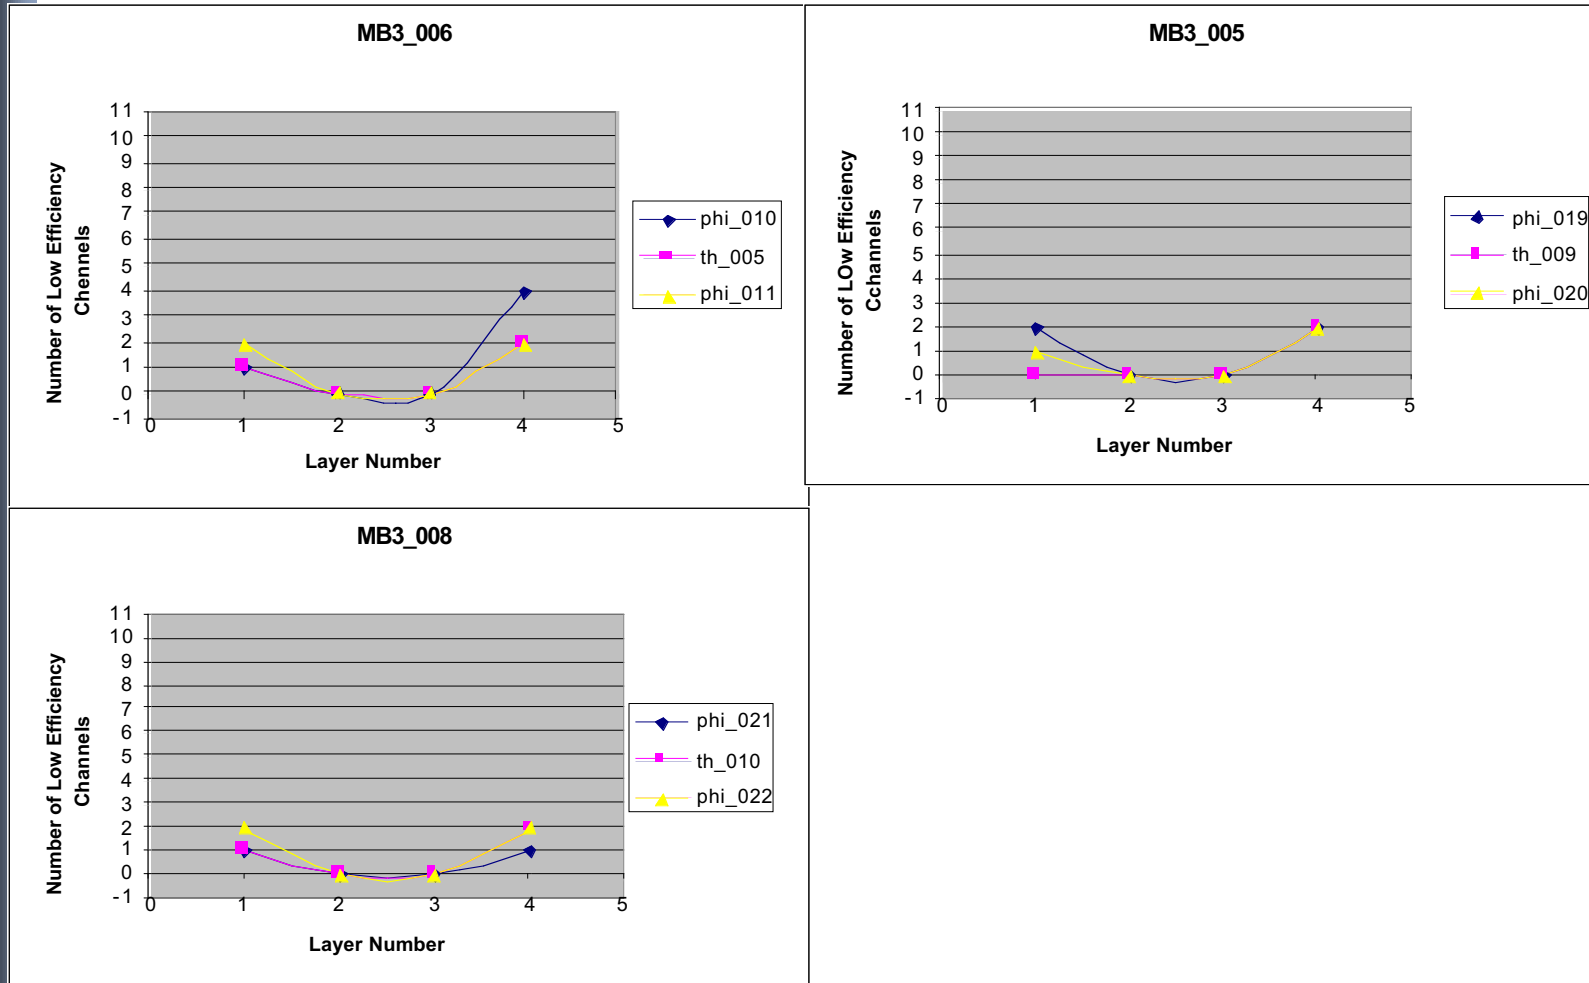 MB3_006
Number of Low Efficiency
Chennels
11
10
9
8
7
6
5
4
3
2
1
0
-1
0 1 2 3 4 5
Layer Number
phi_010
th_005
phi_011
MB3_005
Number of LOw Efficiency
Cchannels
11
10
9
8
7
6
5
4
3
2
1
0
-1
0 1 2 3 4 5
Layer Number
phi_019
th_009
phi_020
MB3_008
Number of Low Efficiency
Channels
11
10
9
8
7
6
5
4
3
2
1
0
-1
0 1 2 3 4 5
Layer Number
phi_021
th_010
phi_022